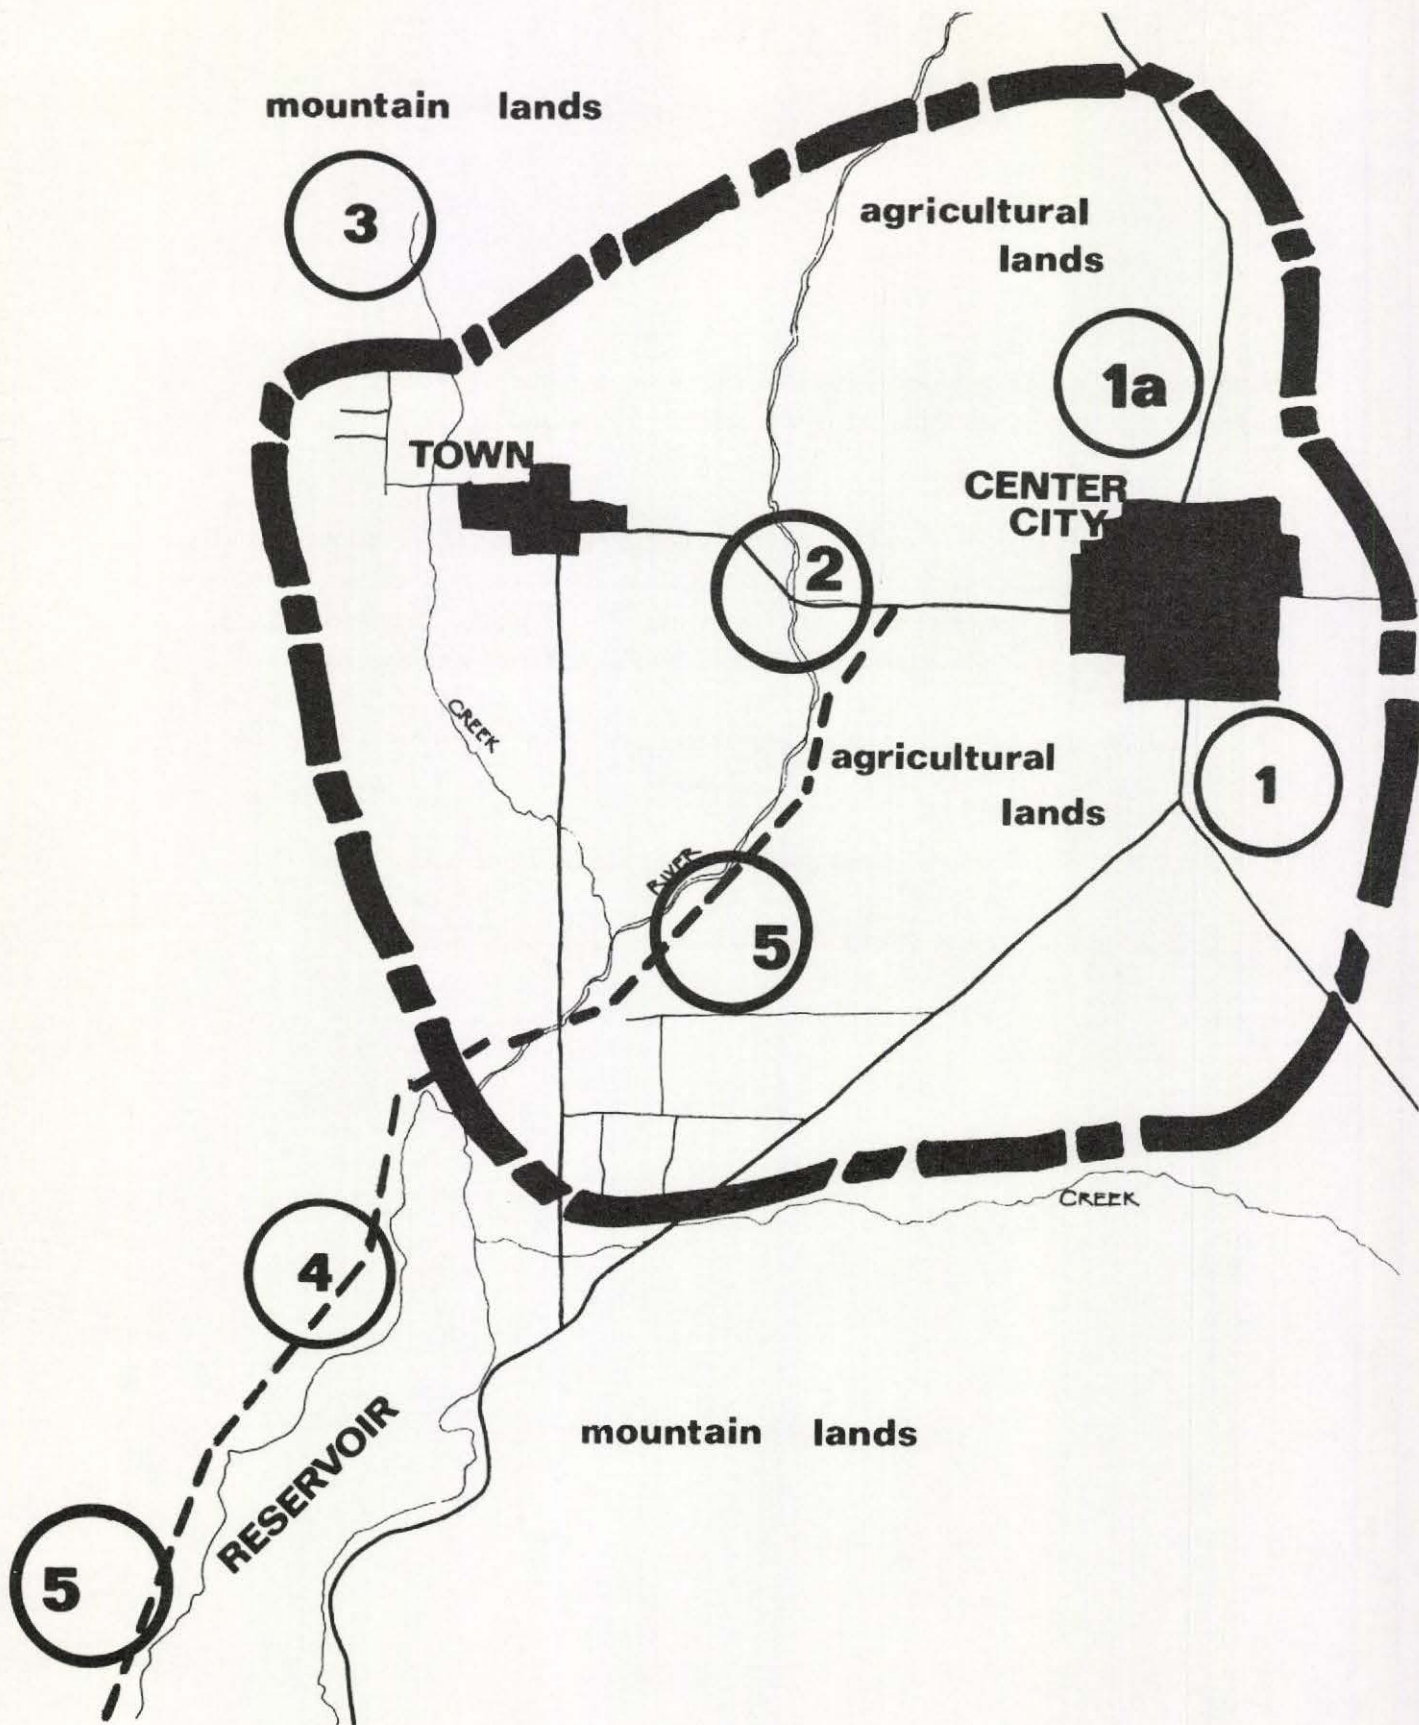 mountain lands
3
agricultural
lands
1a
TOWN
CENTER
CITY
2
CREEK
agricultural
lands
1
RIVER
5
CREEK
4
mountain lands
RESERVOIR
5